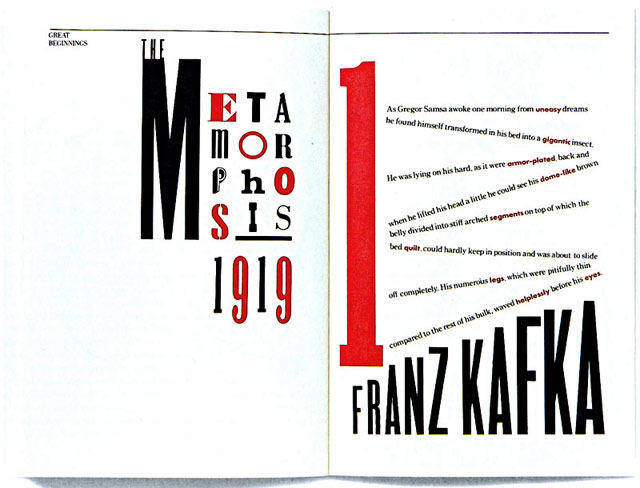 GREAT
BEGINNINGS
THE
METAmORPhOSIS
1919
1
As Gregor Samsa awoke one morning from uneasy dreams
he found himself transformed in his bed into a gigantic insect.
He was lying on his hard, as it were armor-plated, back and
when he lifted his head a little he could see his dome-like brown
belly divided into stiff arched segments on top of which the
bed quilt, could hardly keep in position and was about to slide
off completely. His numerous legs, which were pitifully thin
compared to the rest of his bulk, waved helplessly before his eyes.
FRANZ KAFKA